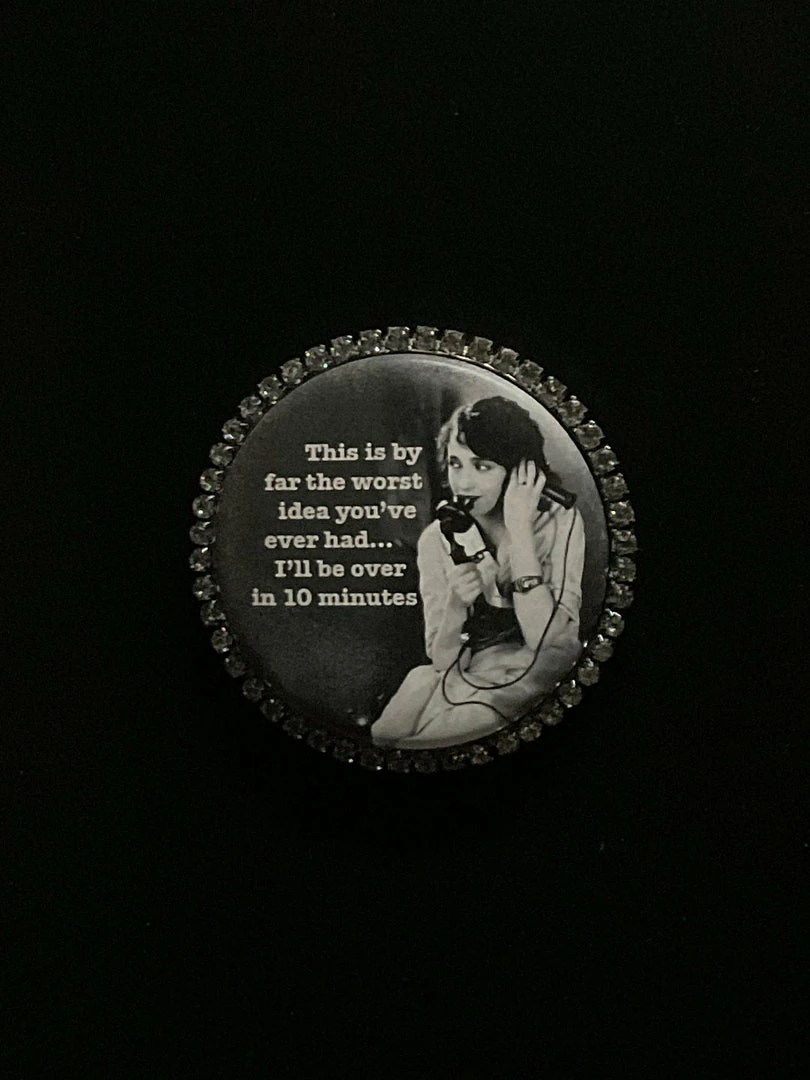 This is by
far the worst
idea you've
ever had...
I'll be over
in 10 minutes